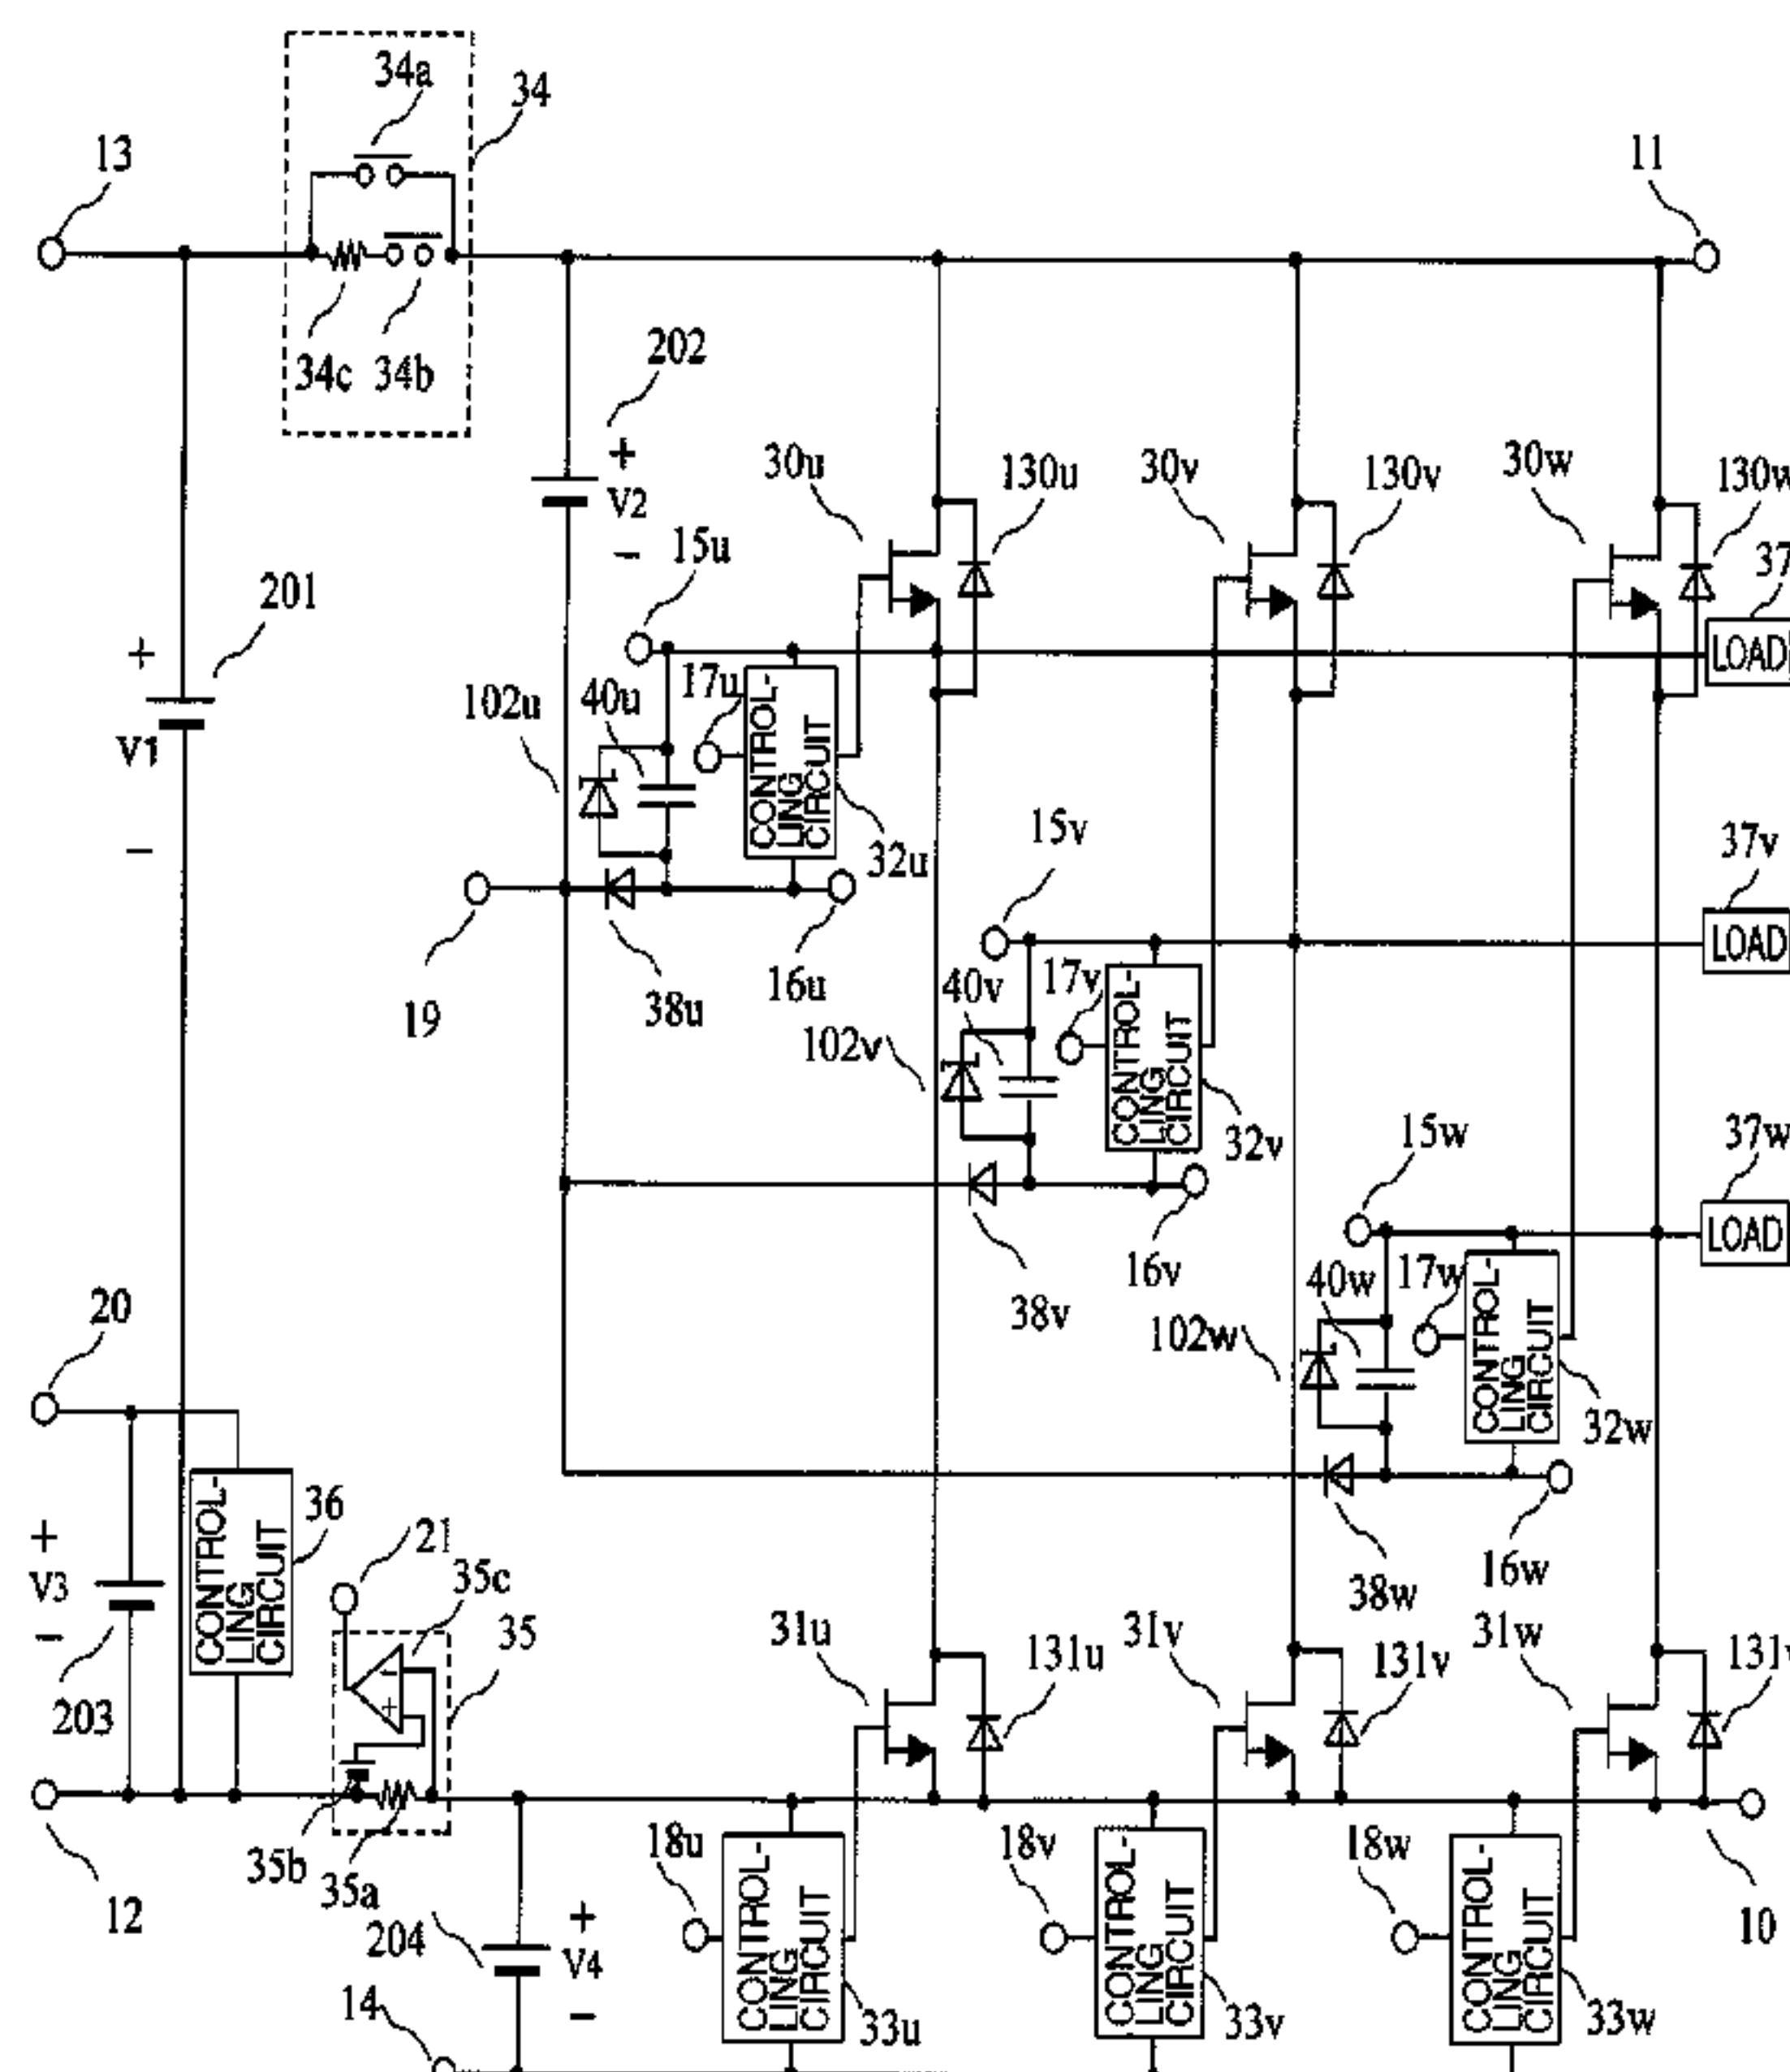 34a
34
13
11
34c 34b
202
+
V2
−
30u
130u
30v
130v
30w
130w
15u
37
201
+
V1
−
LOAD
102u
40u
17u
CONTROL-
LING
CIRCUIT
32u
15v
37v
LOAD
19
38u
16u
40v
17v
102v
CONTROL-
LING
CIRCUIT
32v
15w
37w
LOAD
38v
16v
40w
17w
102w
CONTROL-
LING
CIRCUIT
32w
20
+
V3
−
203
CONTROL-
LING
CIRCUIT
36
21
35c
35
−
+
38w
16w
31u
131u
31v
131v
31w
131
12
35b
35a
204
+
V4
−
14
18u
CONTROL-
LING
CIRCUIT
33u
18v
CONTROL-
LING
CIRCUIT
33v
18w
CONTROL-
LING
CIRCUIT
33w
10